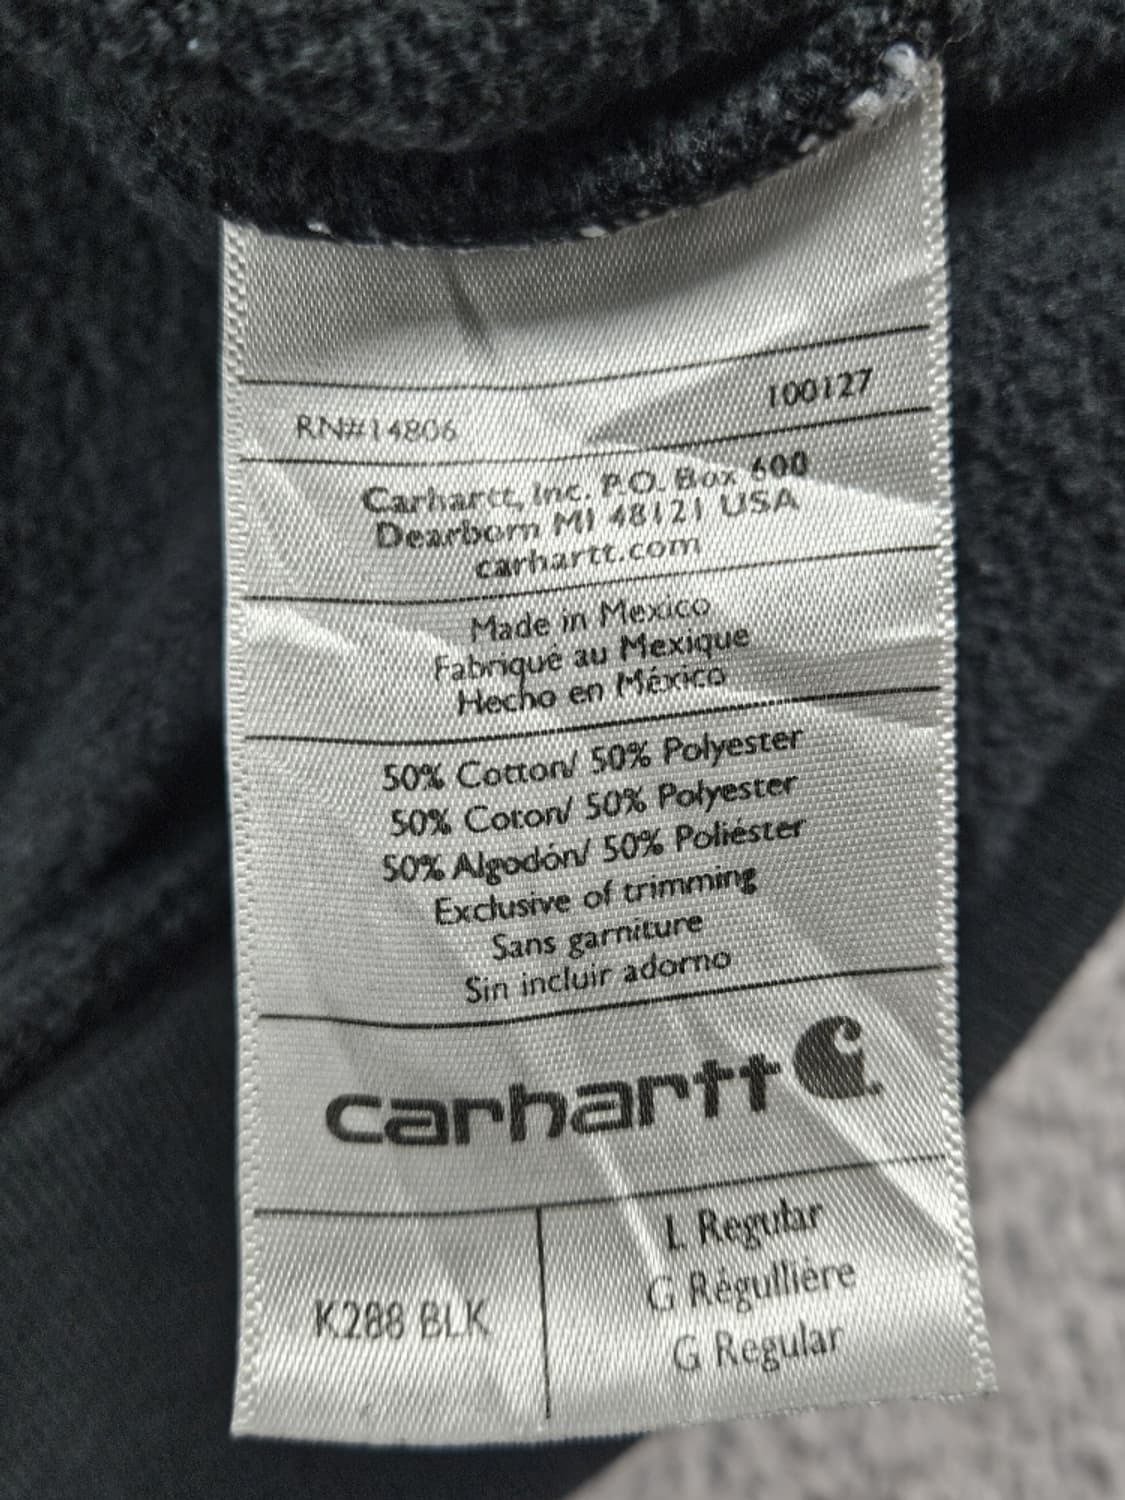 RN#14806 100127
Carhartt, Inc. P.O. Box 600
Dearborn MI 48121 USA
carhartt.com
Made in Mexico
Fabriqué au Mexique
Hecho en México
50% Cotton/ 50% Polyester
50% Coton/ 50% Polyester
50% Algodón/ 50% Poliéster
Exclusive of trimming
Sans garniture
Sin incluir adorno
carhartt
K288 BLK
L Regular
G Régullière
G Regular